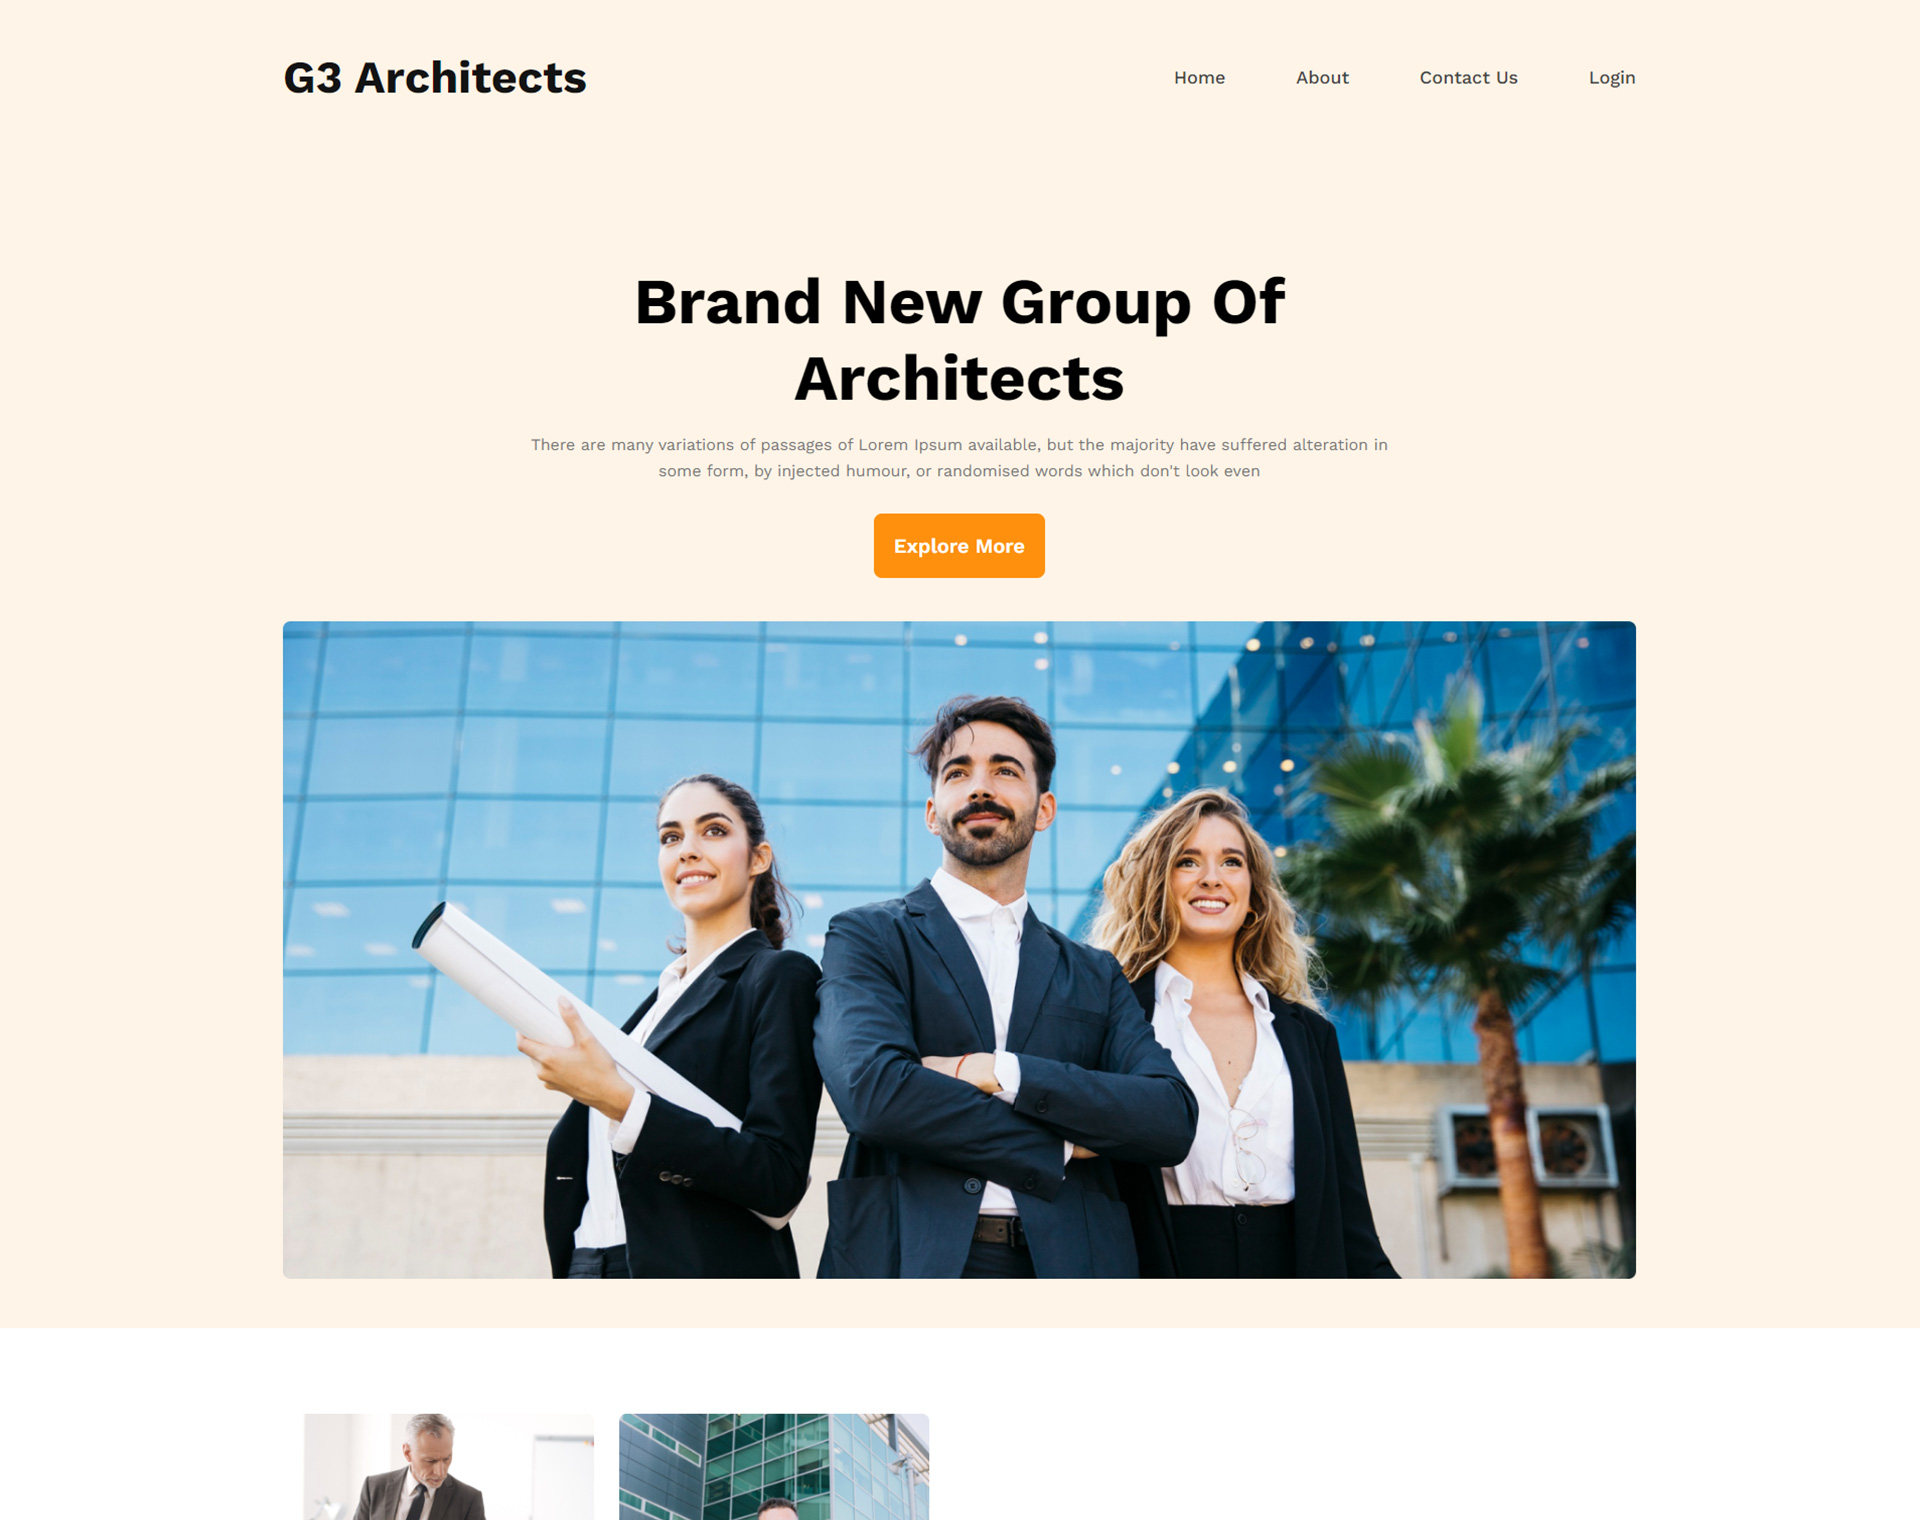 G3 Architects
Home
About
Contact Us
Login
Brand New Group Of
Architects
There are many variations of passages of Lorem Ipsum available, but the majority have suffered alteration in
some form, by injected humour, or randomised words which don't look even
Explore More